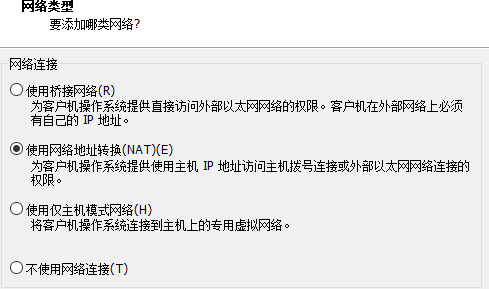 网络类型
要添加哪类网络?
网络连接
使用桥接网络(R)
为客户机操作系统提供直接访问外部以太网网络的权限。客户机在外部网络上必须
有自己的 IP 地址。
使用网络地址转换(NAT)(E)
为客户机操作系统提供使用主机 IP 地址访问主机拨号连接或外部以太网网络连接的
权限。
使用仅主机模式网络(H)
将客户机操作系统连接到主机上的专用虚拟网络。
不使用网络连接(T)